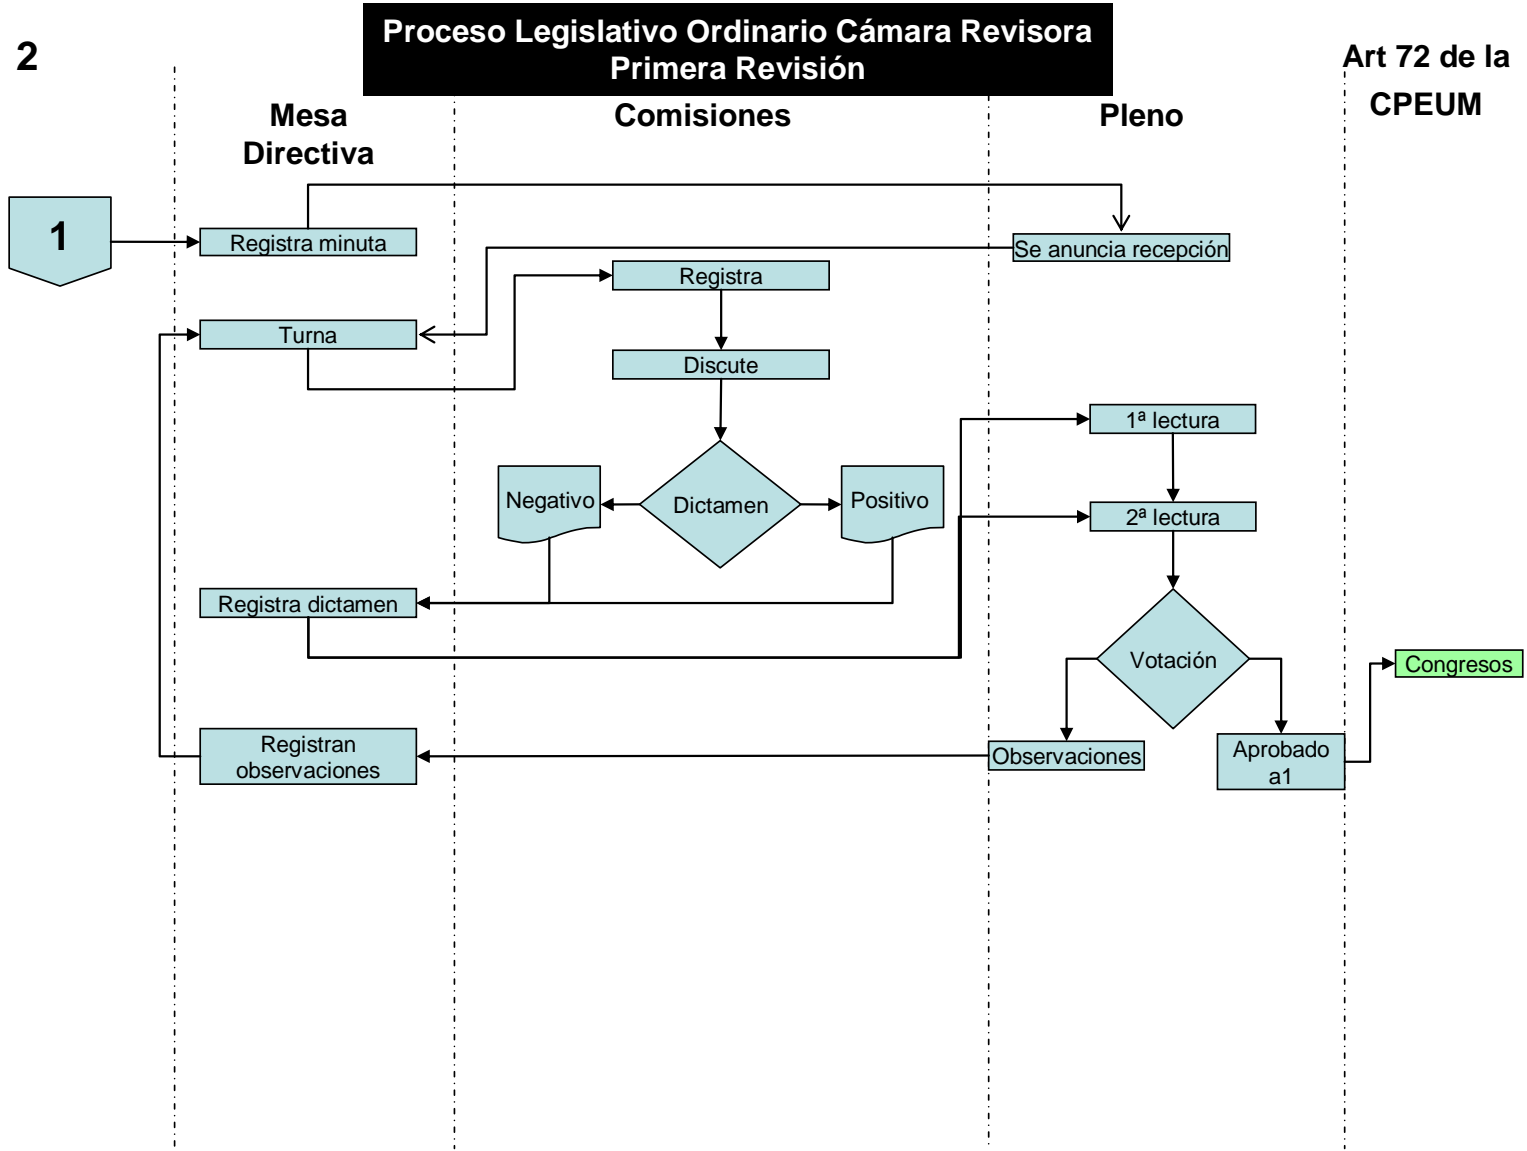 2
Proceso Legislativo Ordinario Cámara Revisora
Primera Revisión
Art 72 de la
CPEUM
Mesa
Directiva
Comisiones
Pleno
1
Registra minuta
Se anuncia recepción
Registra
Turna
Discute
1ª lectura
Negativo
Dictamen
Positivo
2ª lectura
Registra dictamen
Votación
Congresos
Registran
observaciones
Observaciones
Aprobado
a1